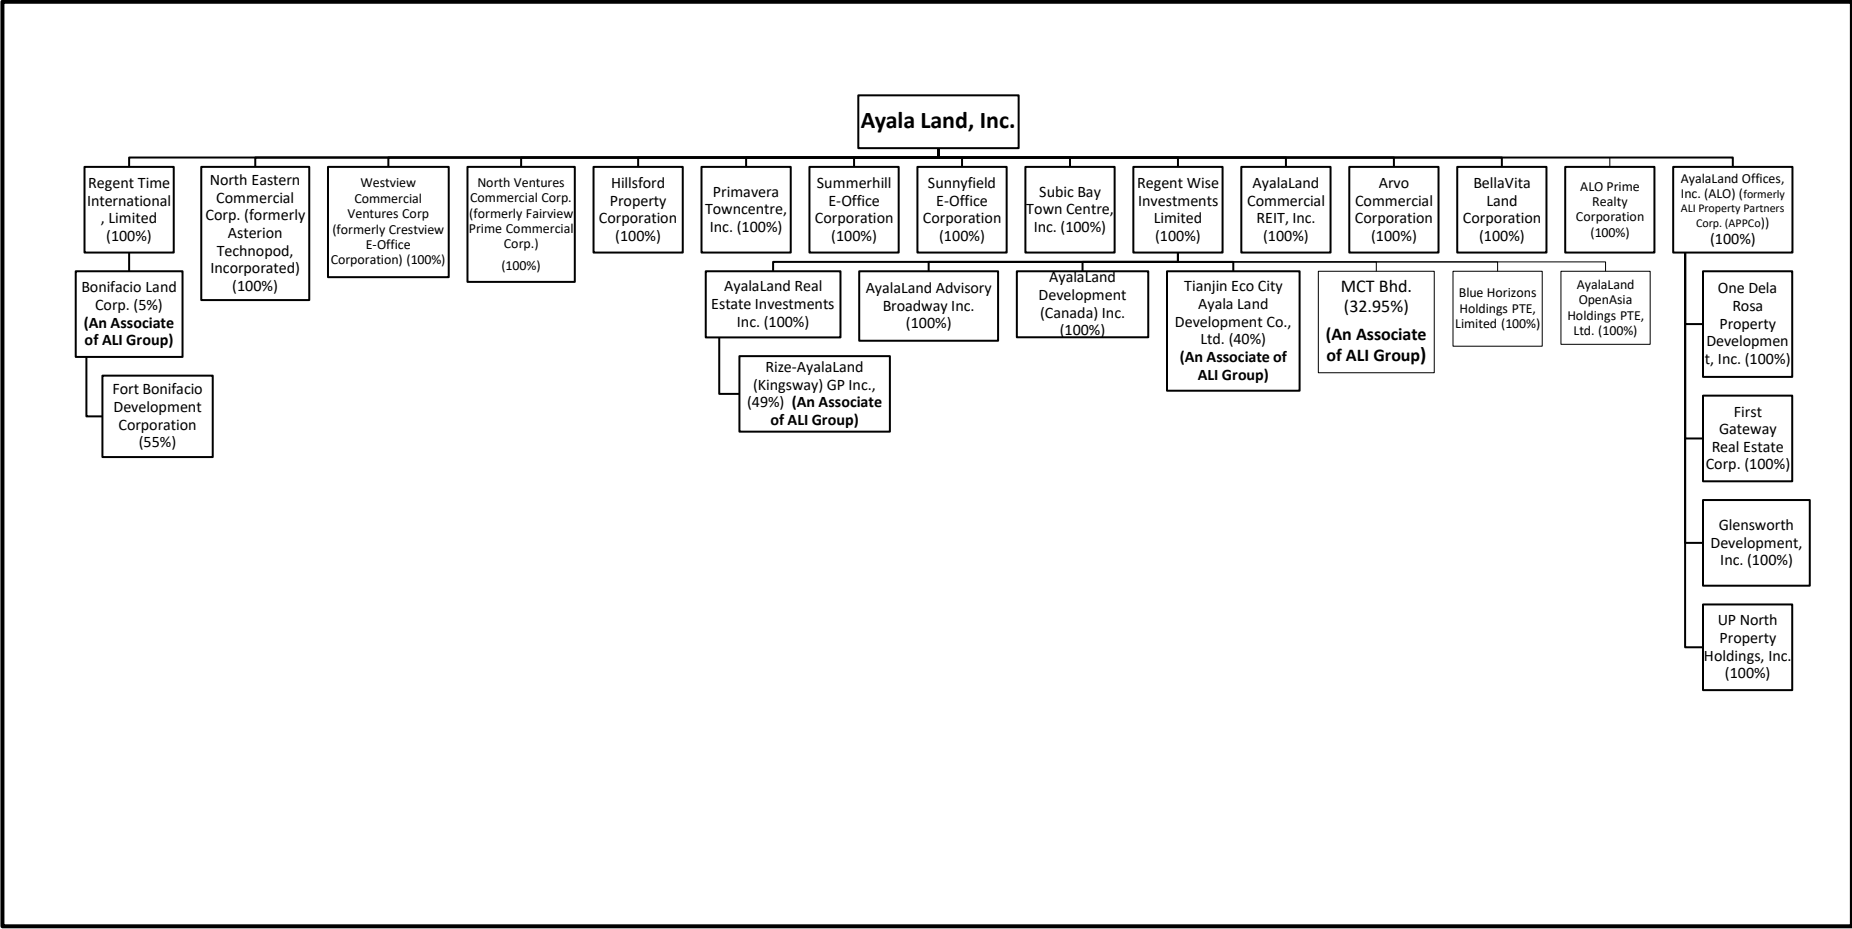 Ayala Land, Inc.
Regent Time
International
, Limited
(100%)
North Eastern
Commercial
Corp. (formerly
Asterion
Technopod,
Incorporated)
(100%)
Westview
Commercial
Ventures Corp
(formerly Crestview
E-Office
Corporation) (100%)
North Ventures
Commercial Corp.
(formerly Fairview
Prime Commercial
Corp.)
(100%)
Hillsford
Property
Corporation
(100%)
Primavera
Towncentre,
Inc. (100%)
Summerhill
E-Office
Corporation
(100%)
Sunnyfield
E-Office
Corporation
(100%)
Subic Bay
Town Centre,
Inc. (100%)
Regent Wise
Investments
Limited
(100%)
AyalaLand
Commercial
REIT, Inc.
(100%)
Arvo
Commercial
Corporation
(100%)
BellaVita
Land
Corporation
(100%)
ALO Prime
Realty
Corporation
(100%)
AyalaLand Offices,
Inc. (ALO) (formerly
ALI Property Partners
Corp. (APPCo))
(100%)
Bonifacio Land
Corp. (5%)
(An Associate
of ALI Group)
Fort Bonifacio
Development
Corporation
(55%)
AyalaLand Real
Estate Investments
Inc. (100%)
Rize-AyalaLand
(Kingsway) GP Inc.,
(49%) (An Associate
of ALI Group)
AyalaLand Advisory
Broadway Inc.
(100%)
AyalaLand
Development
(Canada) Inc.
(100%)
Tianjin Eco City
Ayala Land
Development Co.,
Ltd. (40%)
(An Associate of
ALI Group)
MCT Bhd.
(32.95%)
(An Associate
of ALI Group)
Blue Horizons
Holdings PTE,
Limited (100%)
AyalaLand
OpenAsia
Holdings PTE,
Ltd. (100%)
One Dela
Rosa
Property
Developmen
t, Inc. (100%)
First
Gateway
Real Estate
Corp. (100%)
Glensworth
Development,
Inc. (100%)
UP North
Property
Holdings, Inc.
(100%)